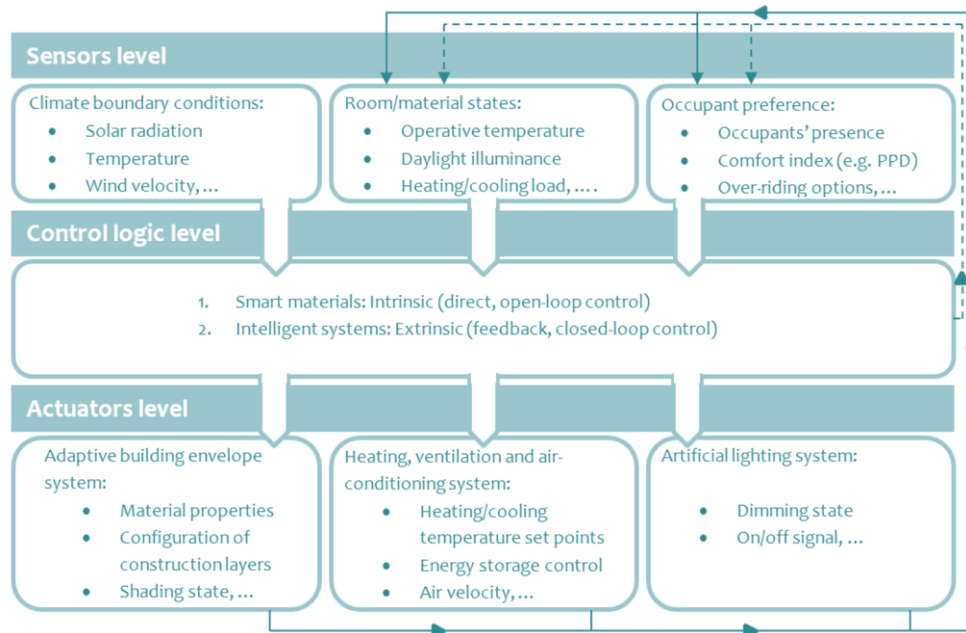 Sensors level
Climate boundary conditions:
• Solar radiation
• Temperature
• Wind velocity, ...
Room/material states:
• Operative temperature
• Daylight illuminance
• Heating/cooling load, ....
Occupant preference:
• Occupants' presence
• Comfort index (e.g. PPD)
• Over-riding options, ...
Control logic level
1. Smart materials: Intrinsic (direct, open-loop control)
2. Intelligent systems: Extrinsic (feedback, closed-loop control)
Actuators level
Adaptive building envelope
system:
• Material properties
• Configuration of
construction layers
• Shading state, ...
Heating, ventilation and air-
conditioning system:
• Heating/cooling
temperature set points
• Energy storage control
• Air velocity, ...
Artificial lighting system:
• Dimming state
• On/off signal, ...